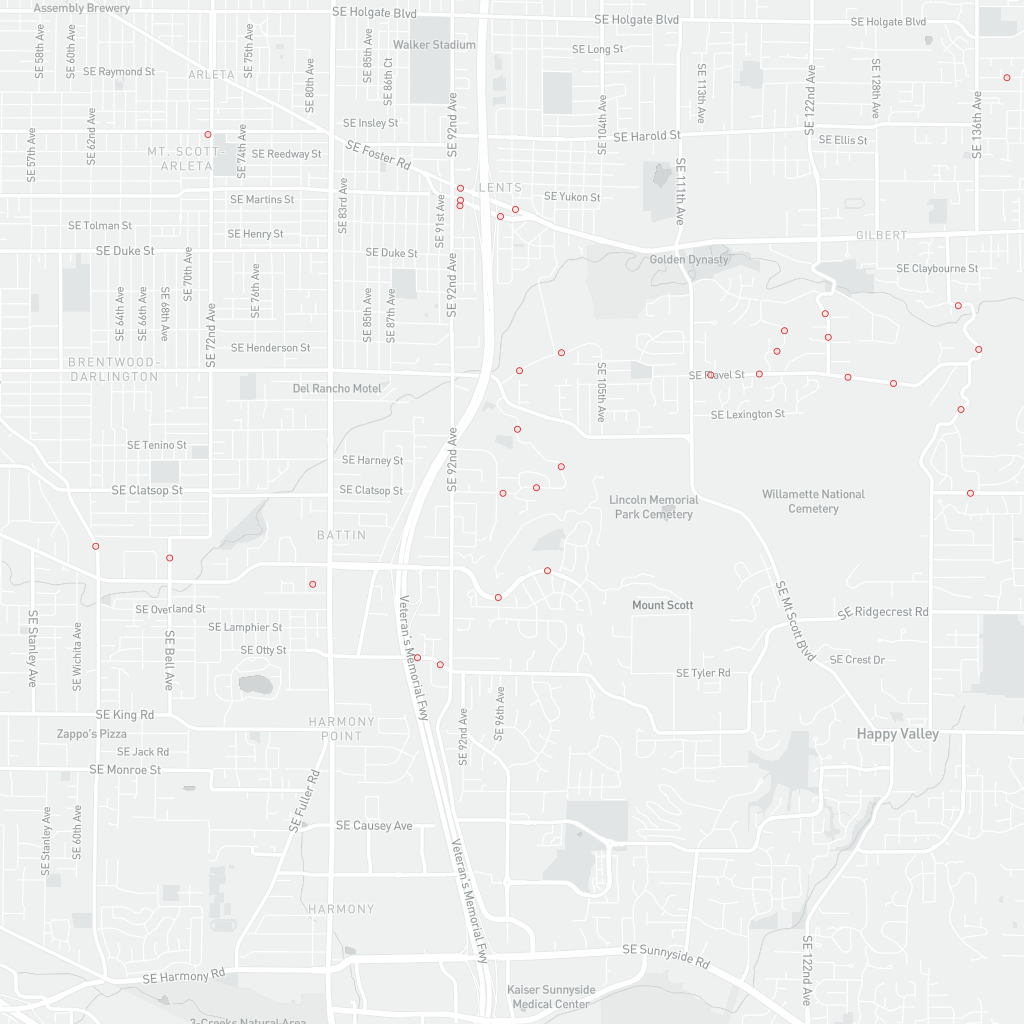 Assembly Brewery
SE Holgate Blvd
SE Holgate Blvd
SE Holgate Blvd
SE 58th Ave
SE 60th Ave
SE 75th Ave
SE 85th Ave
SE 86th Ct
Walker Stadium
SE Long St
SE Raymond St
ARLETA
SE 80th Ave
SE 113th Ave
SE 122nd Ave
SE 128th Ave
SE 136th Ave
SE 57th Ave
SE 62nd Ave
SE 74th Ave
SE Insley St
SE 92nd Ave
SE 104th Ave
SE Harold St
SE Ellis St
MT. SCOTT-
ARLETA
SE Reedway St
SE Foster Rd
SE 111th Ave
LENTS
SE Yukon St
SE Martins St
SE 83rd Ave
SE 91st Ave
SE Tolman St
SE Henry St
GILBERT
SE Duke St
SE Duke St
Golden Dynasty
SE Claybourne St
SE 70th Ave
SE 76th Ave
SE 92nd Ave
SE 64th Ave
SE 66th Ave
SE 68th Ave
SE 72nd Ave
SE 85th Ave
SE 87th Ave
SE Henderson St
BRENTWOOD-
DARLINGTON
Del Rancho Motel
SE 105th Ave
SE Flavel St
SE Lexington St
SE Tenino St
SE Harney St
SE 92nd Ave
SE Clatsop St
SE Clatsop St
Lincoln Memorial
Park Cemetery
Willamette National
Cemetery
BATTIN
SE Overland St
SE Stanley Ave
SE Wichita Ave
SE Bell Ave
SE Lamphier St
SE Otty St
Veteran's Memorial Fwy
Mount Scott
SE Mt Scott Blvd
SE Ridgecrest Rd
SE Crest Dr
SE Tyler Rd
SE King Rd
HARMONY
POINT
SE 92nd Ave
SE 96th Ave
Zappo's Pizza
Happy Valley
SE Jack Rd
SE Monroe St
SE Fuller Rd
SE Stanley Ave
SE 60th Ave
SE Causey Ave
Veteran's Memorial Fwy
HARMONY
SE Sunnyside Rd
SE 122nd Ave
SE Harmony Rd
Kaiser Sunnyside
Medical Center
3-Creeks Natural Area